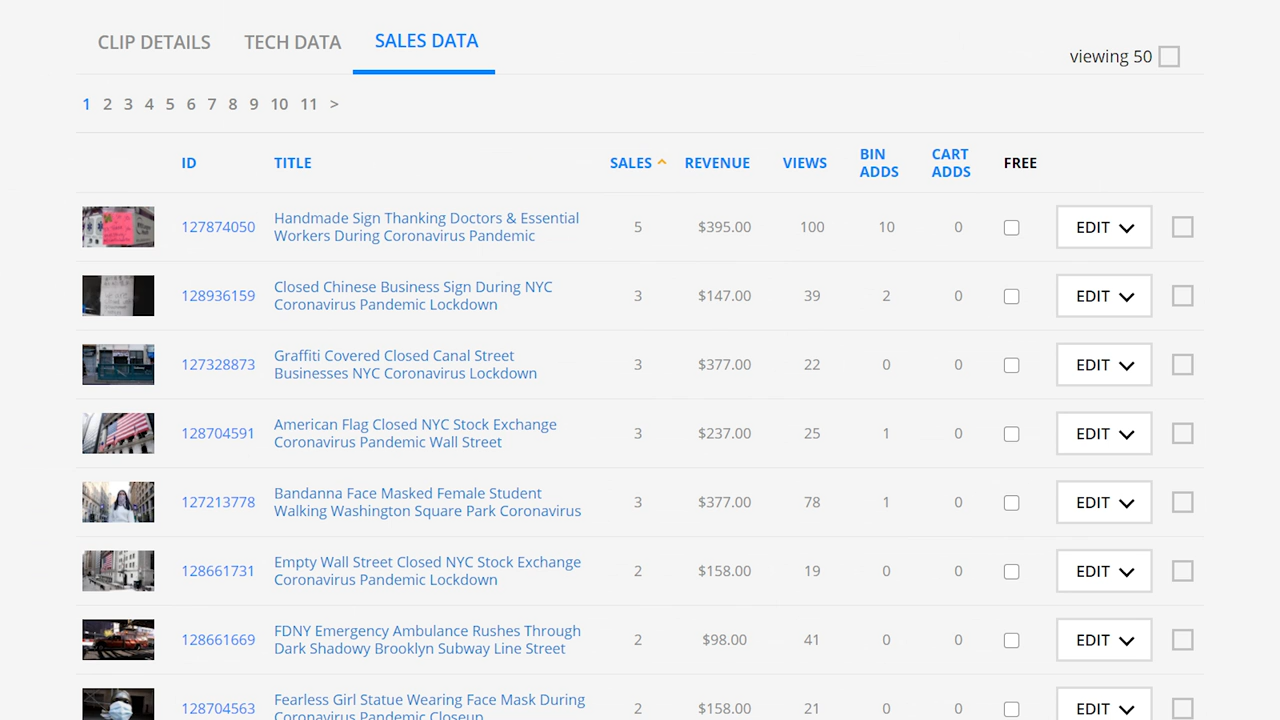 CLIP DETAILS TECH DATA SALES DATA
viewing 50
1 2 3 4 5 6 7 8 9 10 11 >
ID TITLE SALES REVENUE VIEWS BIN ADDS CART ADDS FREE
127874050 Handmade Sign Thanking Doctors & Essential
Workers During Coronavirus Pandemic 5 $395.00 100 10 0 EDIT
128936159 Closed Chinese Business Sign During NYC
Coronavirus Pandemic Lockdown 3 $147.00 39 2 0 EDIT
127328873 Graffiti Covered Closed Canal Street
Businesses NYC Coronavirus Lockdown 3 $377.00 22 0 0 EDIT
128704591 American Flag Closed NYC Stock Exchange
Coronavirus Pandemic Wall Street 3 $237.00 25 1 0 EDIT
127213778 Bandanna Face Masked Female Student
Walking Washington Square Park Coronavirus 3 $377.00 78 1 0 EDIT
128661731 Empty Wall Street Closed NYC Stock Exchange
Coronavirus Pandemic Lockdown 2 $158.00 19 0 0 EDIT
128661669 FDNY Emergency Ambulance Rushes Through
Dark Shadowy Brooklyn Subway Line Street 2 $98.00 41 0 0 EDIT
128704563 Fearless Girl Statue Wearing Face Mask During
Coronavirus Pandemic Closeup 2 $158.00 21 0 0 EDIT